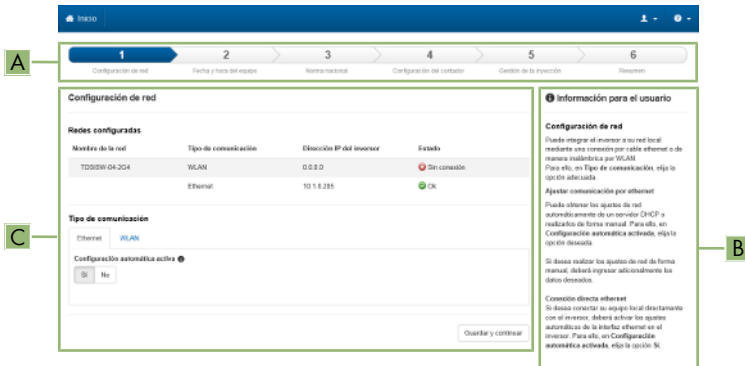 Inicio
A
1 2 3 4 5 6
Configuración de red Fecha y hora del equipo Norma nacional Configuración del contador Gestión de la inyección Resumen
Configuración de red
Redes configuradas
Nombre de la red Tipo de comunicación Dirección IP del inversor Estado
TDSISW-04-2G4 WLAN 0.0.0.0 Sin conexión
Ethernet 10.1.8.285 Ok
Tipo de comunicación
C
Ethernet WLAN
Configuración automática activa
Sí No
Guardar y continuar
Información para el usuario
Configuración de red
Puede integrar el inversor a su red local
mediante una conexión por cable ethernet o de
manera inalámbrica por WLAN.
Para ello, en Tipo de comunicación, elija la
opción adecuada.
Ajustar comunicación por ethernet
Puede obtener los ajustes de red
automáticamente de un servidor DHCP o
realizarlos de forma manual. Para ello, en
Configuración automática activada, elija la
opción deseada.
B
Si desea realizar los ajustes de red de forma
manual, deberá ingresar adicionalmente los
datos deseados.
Conexión directa ethernet
Si desea conectar su equipo local directamente
con el inversor, deberá activar los ajustes
automáticos de la interfaz ethernet en el
inversor. Para ello, en Configuración
automática activada, elija la opción Sí.